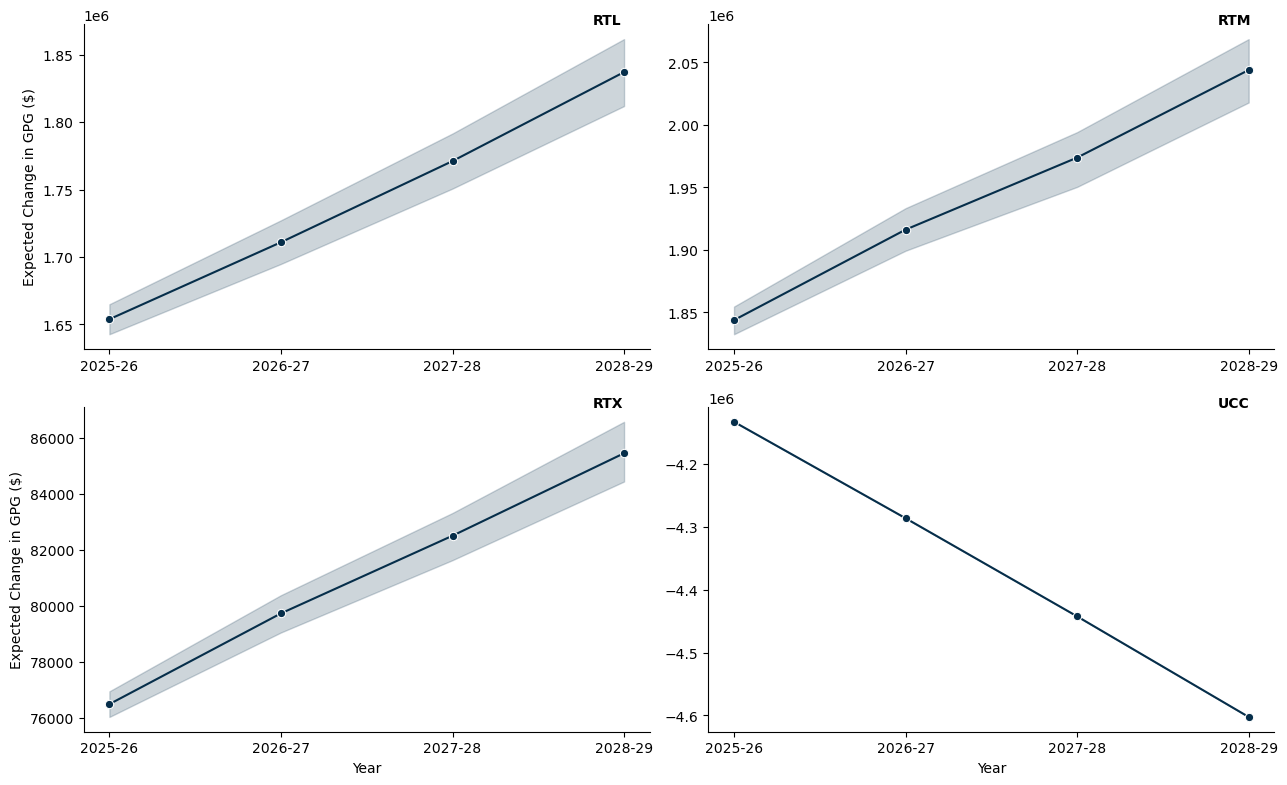 1e6
RTL
1.85
1.80
1.75
1.70
1.65
Expected Change in GPG ($)
2025-26 2026-27 2027-28 2028-29
1e6
RTM
2.05
2.00
1.95
1.90
1.85
2025-26 2026-27 2027-28 2028-29
RTX
86000
84000
82000
80000
78000
76000
Expected Change in GPG ($)
2025-26 2026-27 2027-28 2028-29
Year
1e6
UCC
−4.2
−4.3
−4.4
−4.5
−4.6
2025-26 2026-27 2027-28 2028-29
Year